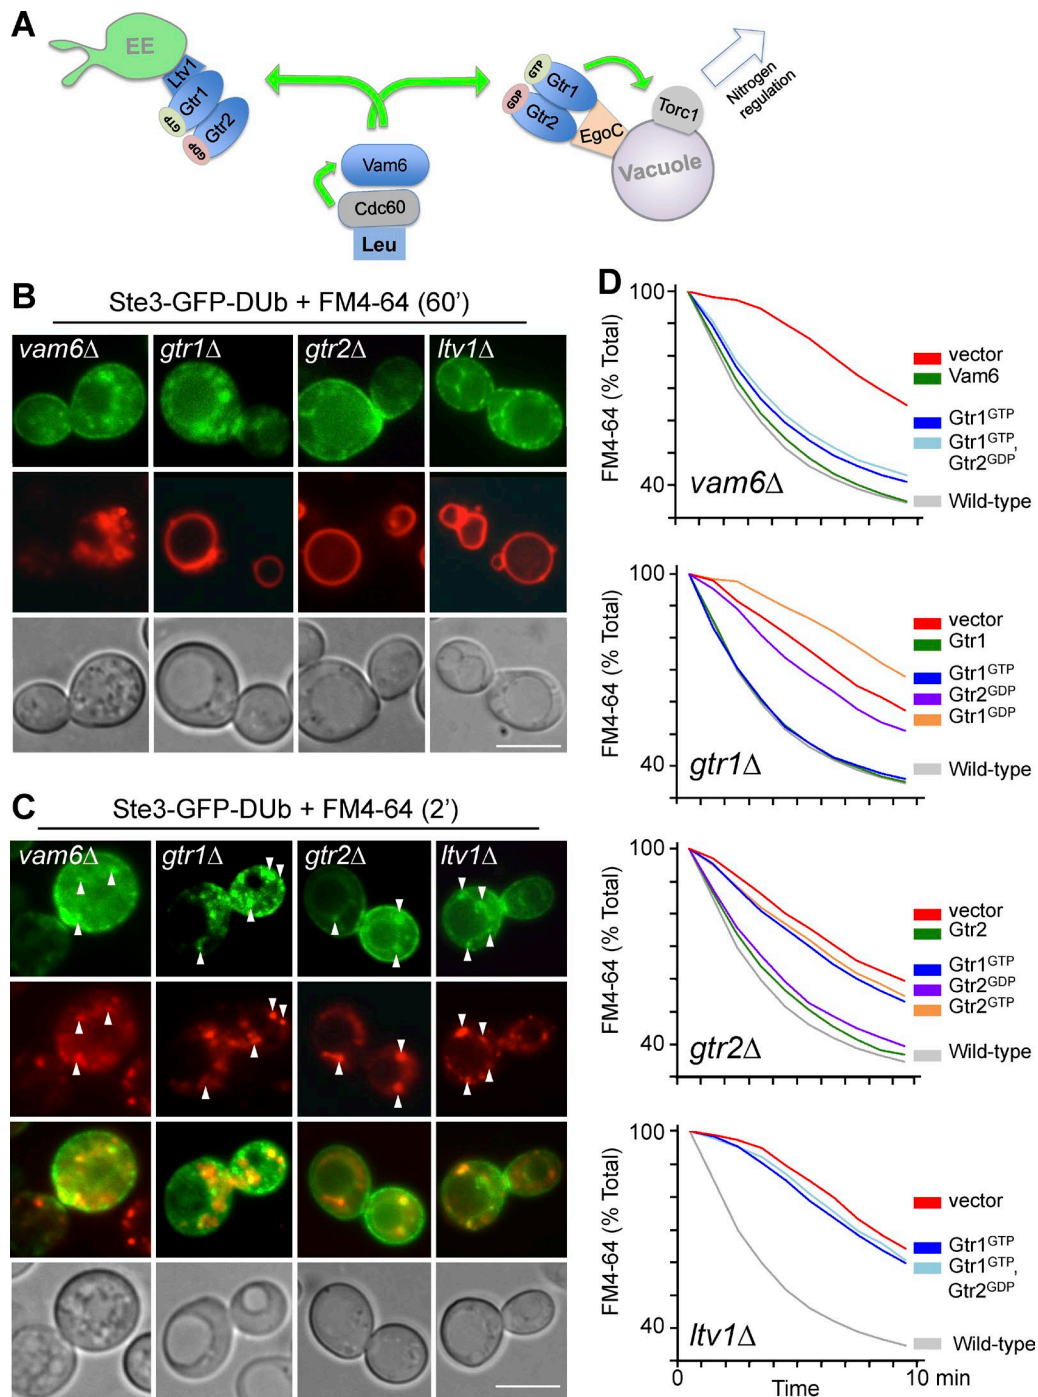 A
EE
Ltv1
Gtr1
Gtr2
GTP
GDP
Vam6
Cdc60
Leu
GTP
Gtr1
GDP
Gtr2
EgoC
Torc1
Vacuole
Nitrogen
regulation
B
Ste3-GFP-DUb + FM4-64 (60’)
vam6Δ
gtr1Δ
gtr2Δ
ltv1Δ
C
Ste3-GFP-DUb + FM4-64 (2’)
vam6Δ
gtr1Δ
gtr2Δ
ltv1Δ
D
100
40
FM4-64 (% Total)
vam6Δ
vector
Vam6
Gtr1GTP
Gtr1GTP,
Gtr2GDP
Wild-type
100
40
FM4-64 (% Total)
gtr1Δ
vector
Gtr1
Gtr1GTP
Gtr2GDP
Gtr1GDP
Wild-type
100
40
FM4-64 (% Total)
gtr2Δ
vector
Gtr2
Gtr1GTP
Gtr2GDP
Gtr2GTP
Wild-type
100
40
FM4-64 (% Total)
ltv1Δ
vector
Gtr1GTP
Gtr1GTP,
Gtr2GDP
Wild-type
0
10 min
Time